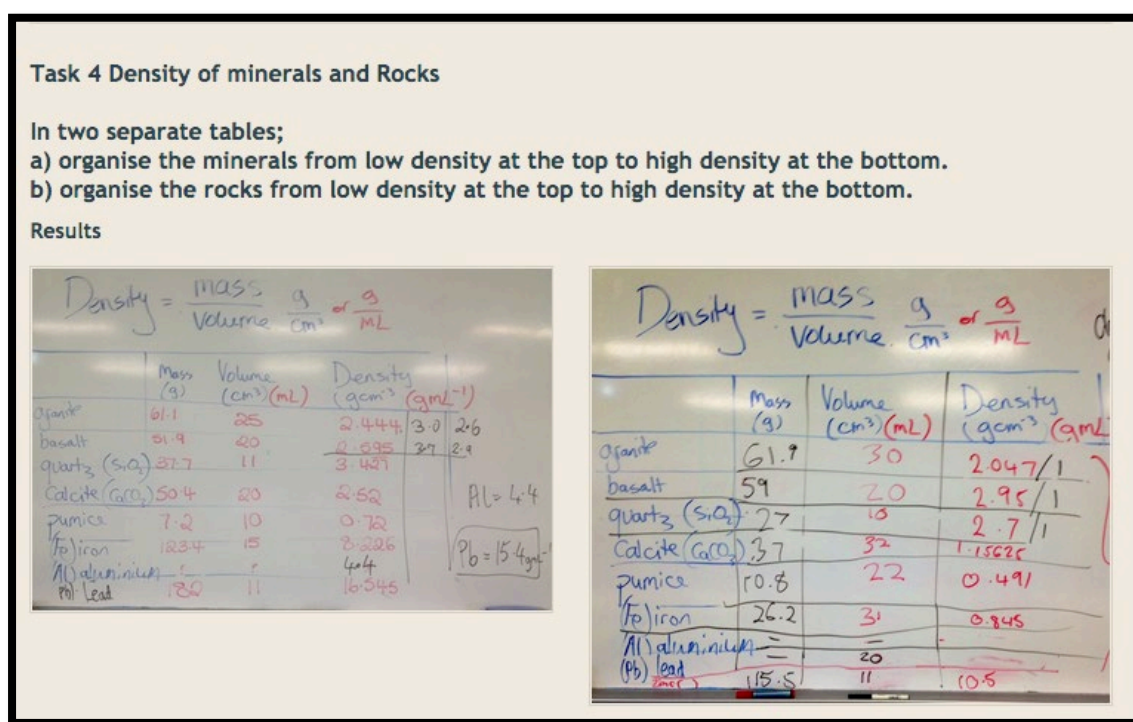 Task 4 Density of minerals and Rocks
In two separate tables;
a) organise the minerals from low density at the top to high density at the bottom.
b) organise the rocks from low density at the top to high density at the bottom.
Results
Density = mass / Volume g/cm³ or g/mL
Mass (g) Volume (cm³) (mL) Density (gcm⁻³) (gmL⁻¹)
granite 61.1 25 2.444 3.0 2.6
basalt 51.9 20 2.595 3.7 2.9
quartz (SiO₂) 37.7 11 3.427
Calcite (CaCO₃) 50.4 20 2.52
Al = 4.4
pumice 7.2 10 0.72
(Fe) iron 123.4 15 8.226
Pb = 15.4
(Al) aluminium 4.4
(Pb) Lead 182 11 16.545
Density = mass / Volume. g/cm³ or g/mL
Mass (g) Volume (cm³) (mL) Density (gcm⁻³ (gmL
granite 61.9 30 2.047/1
basalt 59 20 2.95/1
quartz (SiO₂) 27 10 2.7/1
Calcite (CaCO₃) 37 32 1.15625
pumice 10.8 22 0.491
(Fe) iron 26.2 31 0.845
(Al) aluminium – –
20
(Pb) lead 115.5 11 10.5